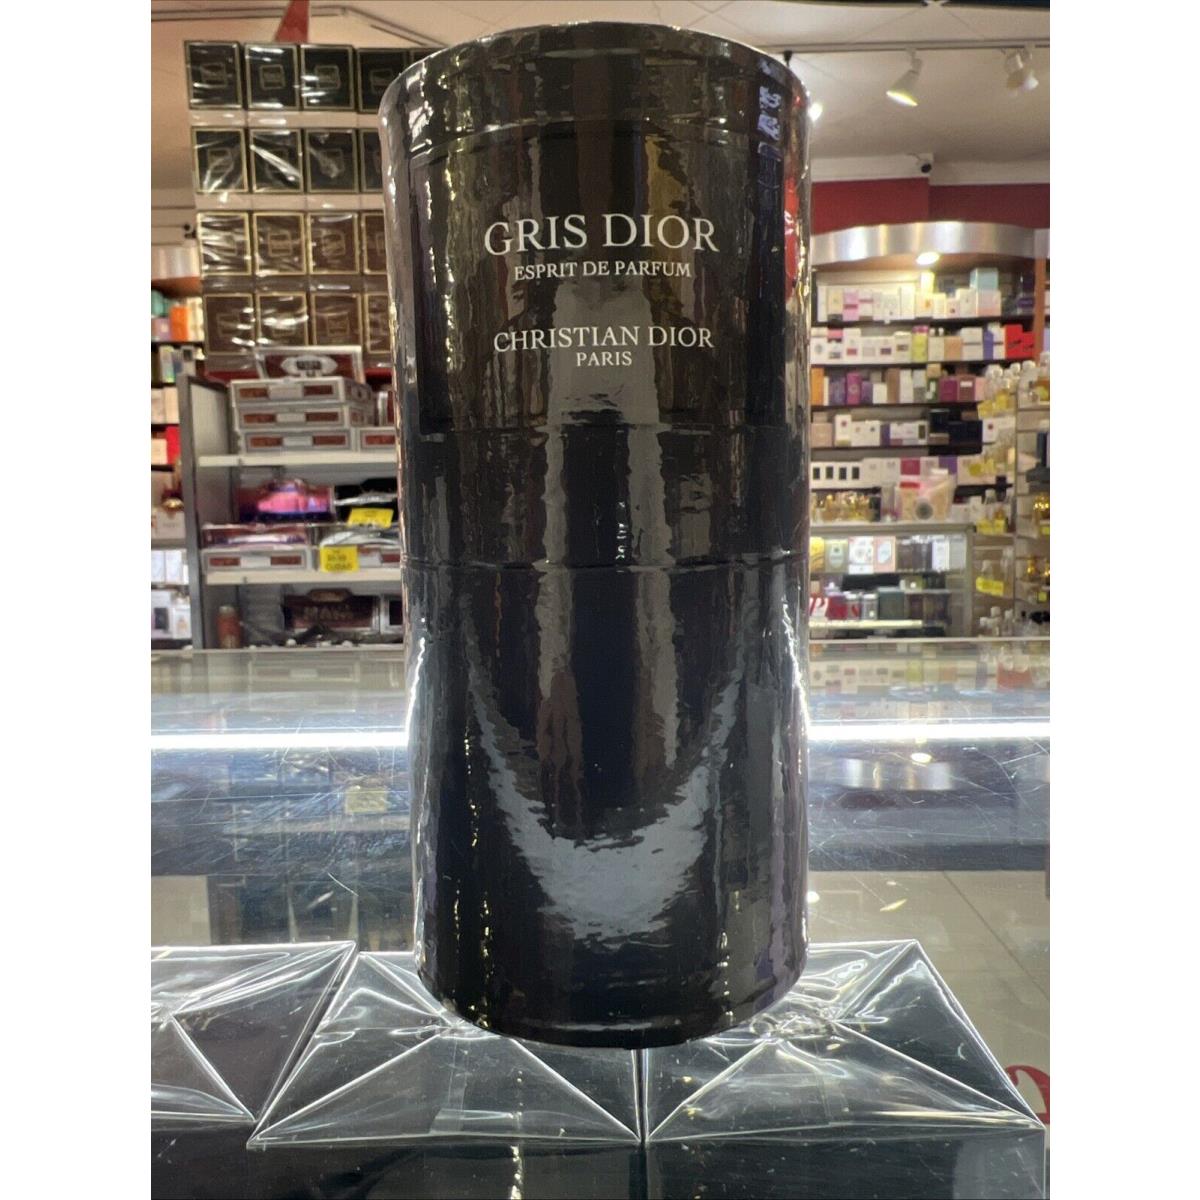 GRIS DIOR
ESPRIT DE PARFUM
CHRISTIAN DIOR
PARIS